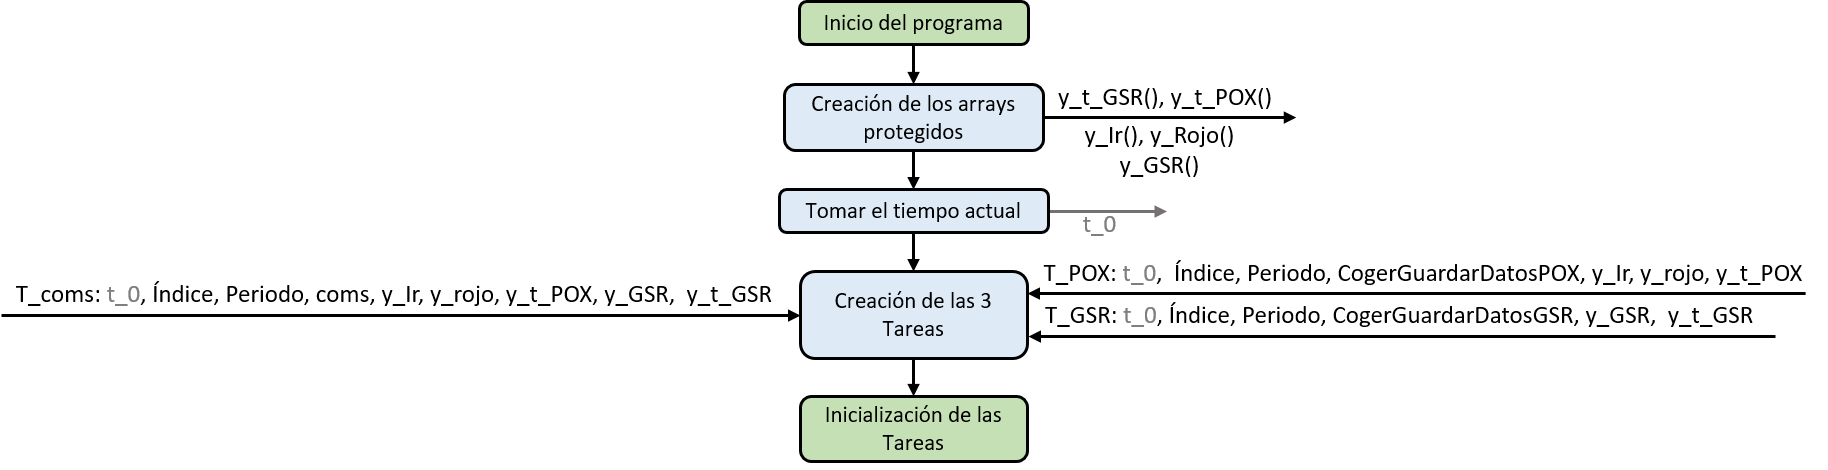 Inicio del programa
Creación de los arrays
protegidos
y_t_GSR(), y_t_POX()
y_Ir(), y_Rojo()
y_GSR()
Tomar el tiempo actual
t_0
T_coms: t_0, Índice, Periodo, coms, y_Ir, y_rojo, y_t_POX, y_GSR, y_t_GSR
Creación de las 3
Tareas
T_POX: t_0, Índice, Periodo, CogerGuardarDatosPOX, y_Ir, y_rojo, y_t_POX
T_GSR: t_0, Índice, Periodo, CogerGuardarDatosGSR, y_GSR, y_t_GSR
Inicialización de las
Tareas